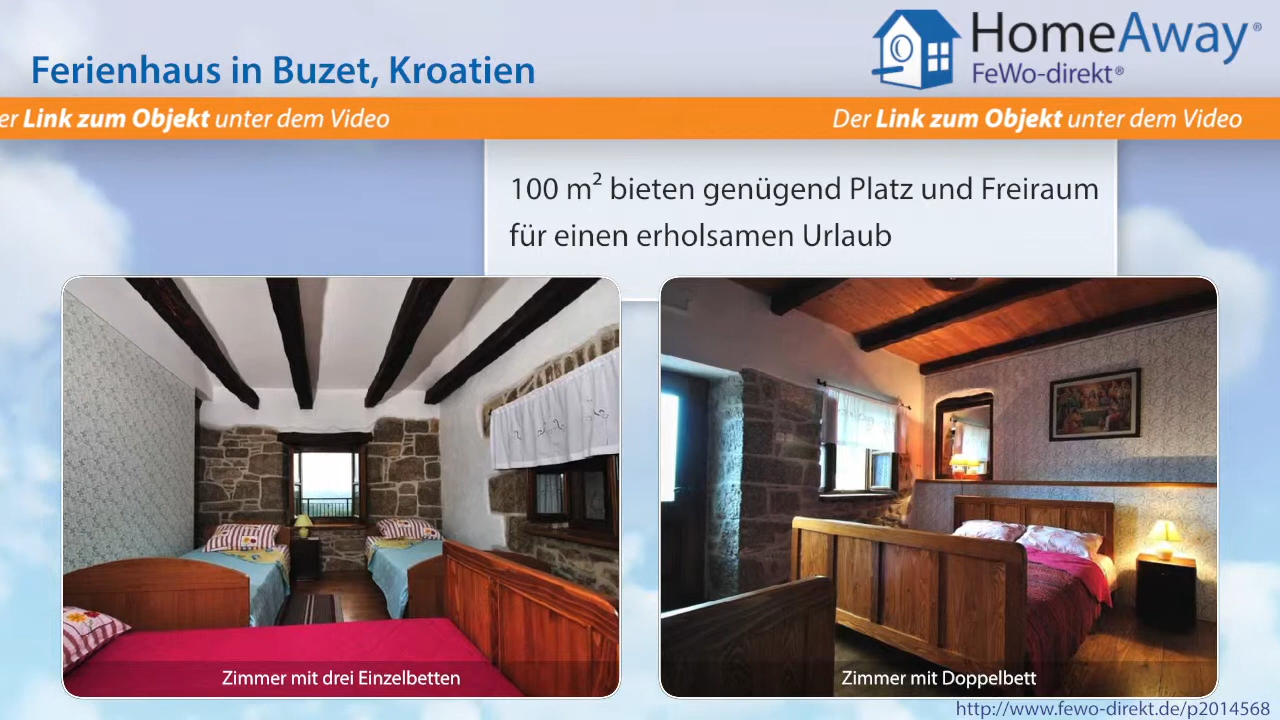 HomeAway®
Ferienhaus in Buzet, Kroatien
FeWo-direkt®
er Link zum Objekt unter dem Video
Der Link zum Objekt unter dem Video
100 m² bieten genügend Platz und Freiraum
für einen erholsamen Urlaub
Zimmer mit drei Einzelbetten
Zimmer mit Doppelbett
http://www.fewo-direkt.de/p2014568